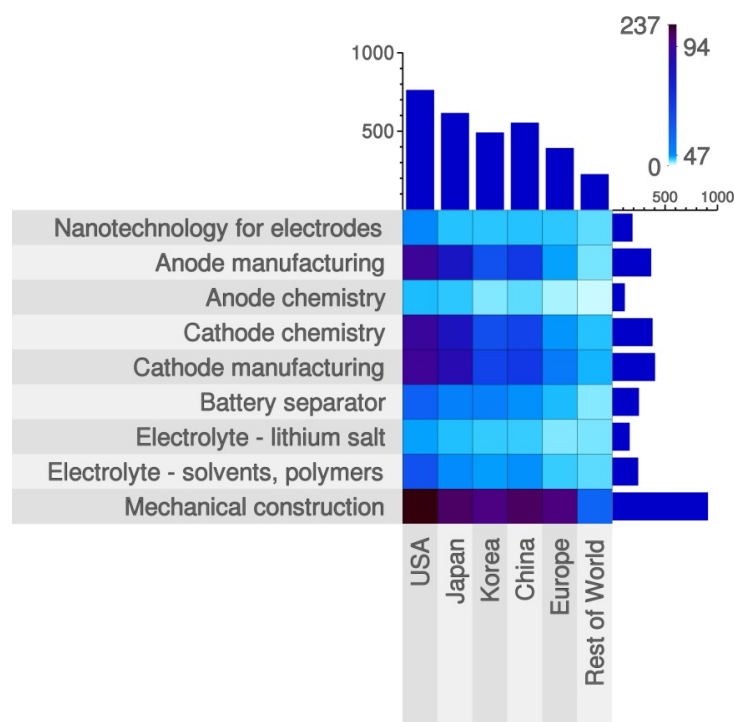 237
94
1000
500
47
0
500
1000
Nanotechnology for electrodes
Anode manufacturing
Anode chemistry
Cathode chemistry
Cathode manufacturing
Battery separator
Electrolyte - lithium salt
Electrolyte - solvents, polymers
Mechanical construction
USA
Japan
Korea
China
Europe
Rest of World